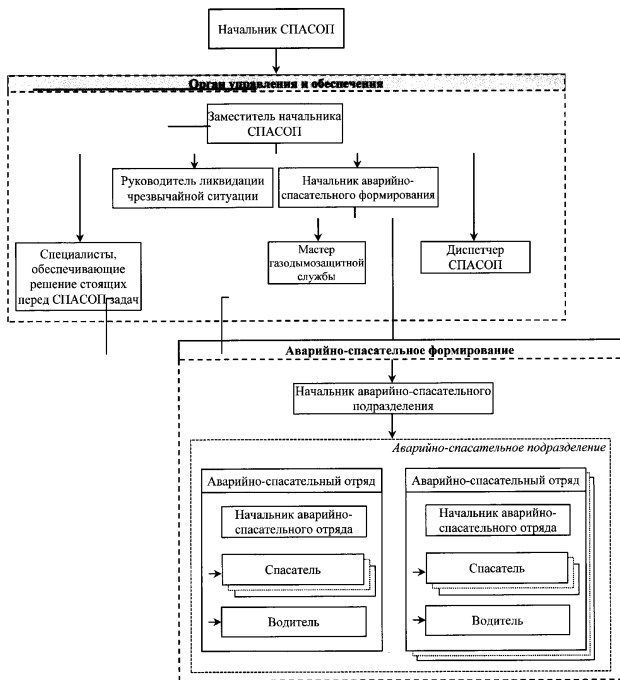 Начальник СПАСОП
Орган управления и обеспечения
Заместитель начальника
СПАСОП
Руководитель ликвидации
чрезвычайной ситуации
Начальник аварийно-
спасательного формирования
Специалисты,
обеспечивающие
решение стоящих
перед СПАСОП задач
Мастер
газодымозащитной
службы
Диспетчер
СПАСОП
Аварийно-спасательное формирование
Начальник аварийно-спасательного
подразделения
Аварийно-спасательное подразделение
Аварийно-спасательный отряд
Начальник аварийно-
спасательного отряда
Спасатель
Водитель
Аварийно-спасательный отряд
Начальник аварийно-
спасательного отряда
Спасатель
Водитель